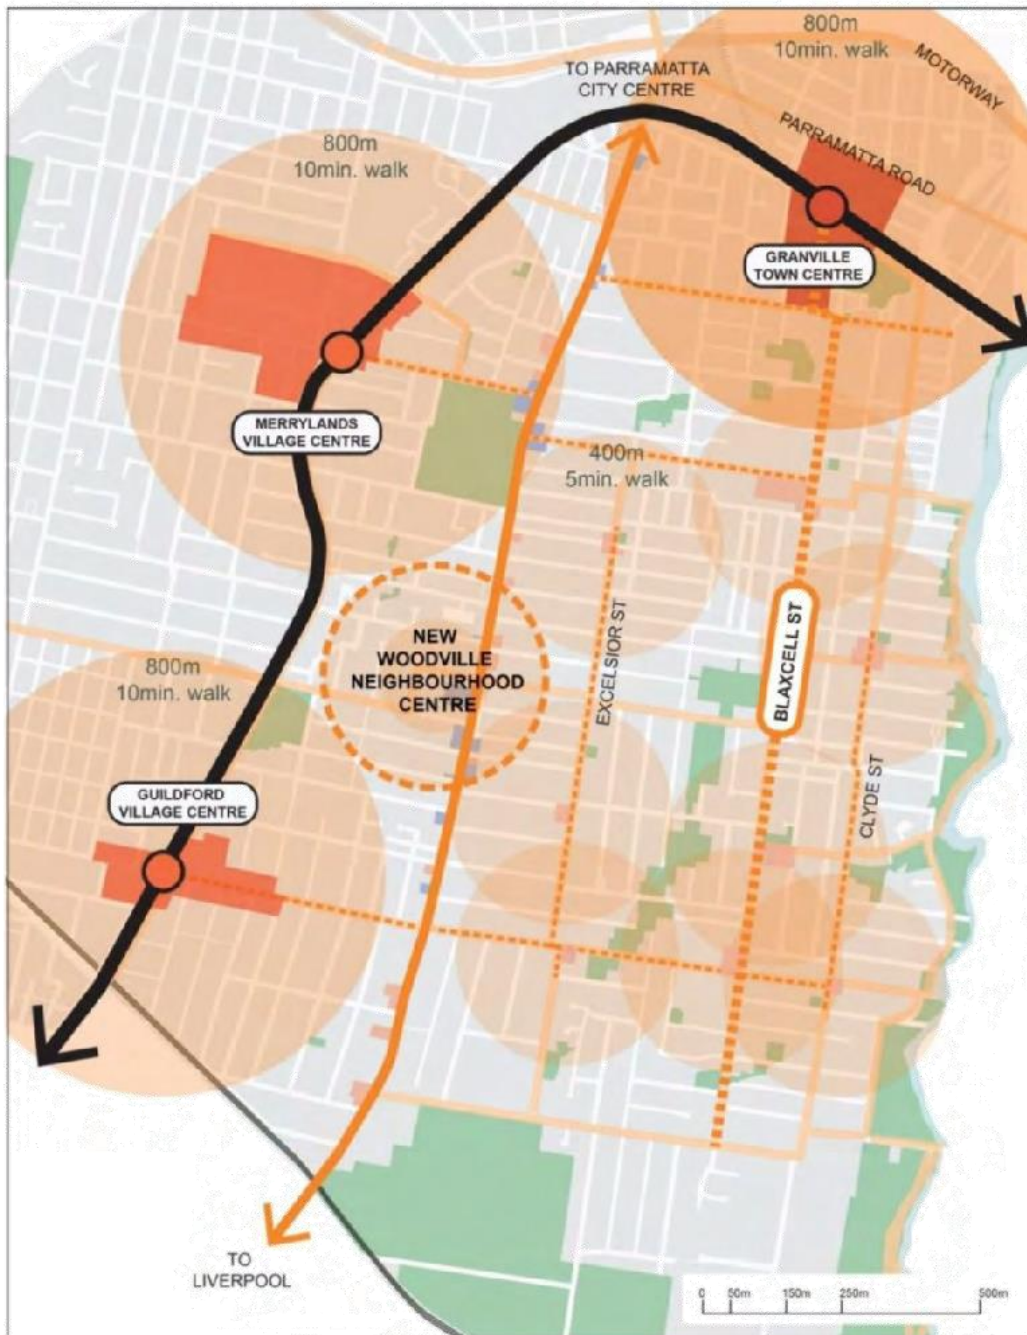 800m
10min. walk
MOTORWAY
TO PARRAMATTA
CITY CENTRE
PARRAMATTA ROAD
800m
10min. walk
GRANVILLE
TOWN CENTRE
MERRYLANDS
VILLAGE CENTRE
400m
5min. walk
NEW
WOODVILLE
NEIGHBOURHOOD
CENTRE
EXCELSIOR ST
BLAXCELL ST
CLYDE ST
800m
10min. walk
GUILDFORD
VILLAGE CENTRE
TO
LIVERPOOL
0 50m 150m 250m 500m